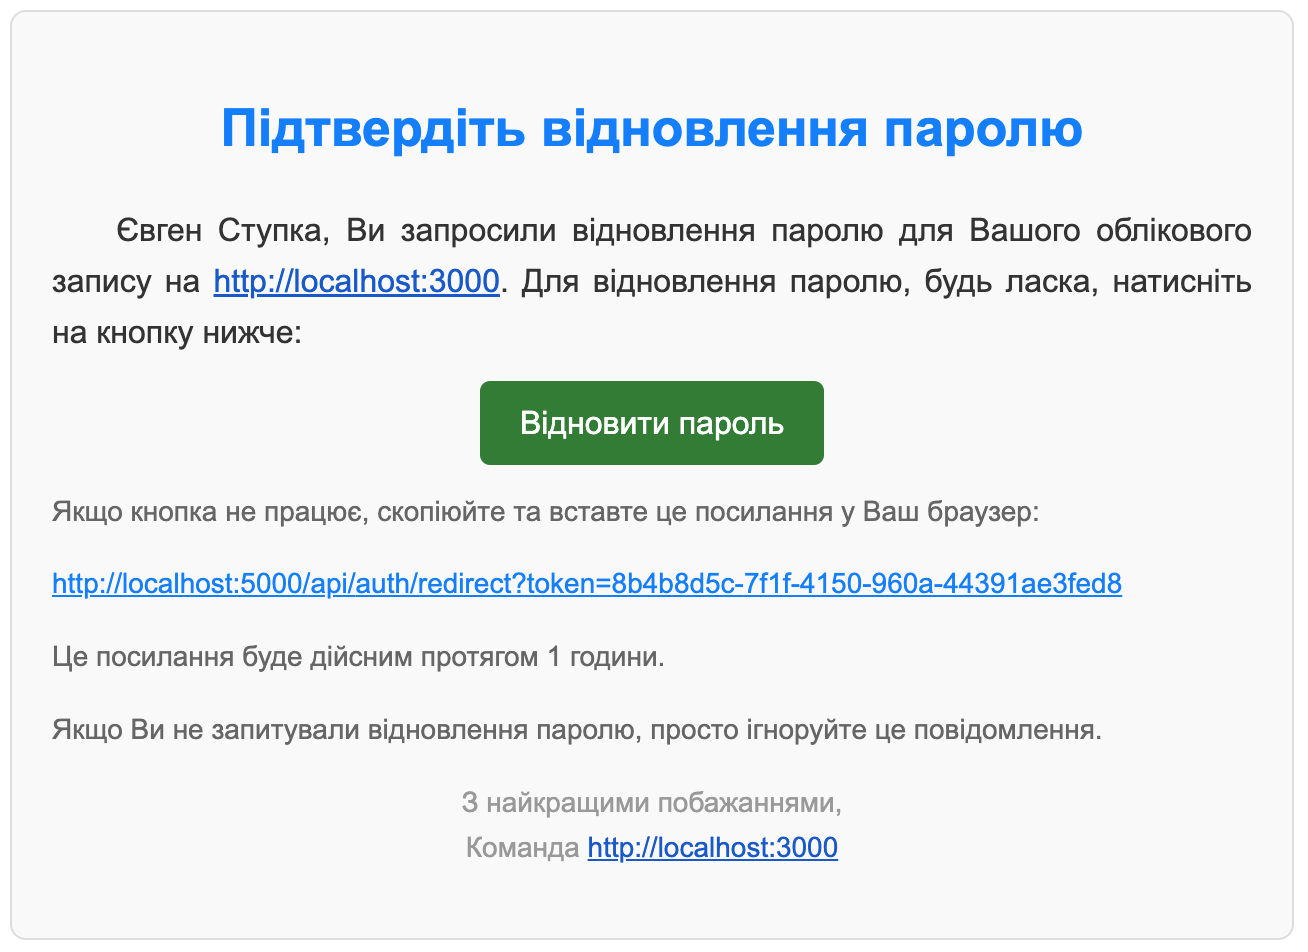 Підтвердіть відновлення паролю
Євген Ступка, Ви запросили відновлення паролю для Вашого облікового
запису на http://localhost:3000. Для відновлення паролю, будь ласка, натисніть
на кнопку нижче:
Відновити пароль
Якщо кнопка не працює, скопіюйте та вставте це посилання у Ваш браузер:
http://localhost:5000/api/auth/redirect?token=8b4b8d5c-7f1f-4150-960a-44391ae3fed8
Це посилання буде дійсним протягом 1 години.
Якщо Ви не запитували відновлення паролю, просто ігноруйте це повідомлення.
З найкращими побажаннями,
Команда http://localhost:3000